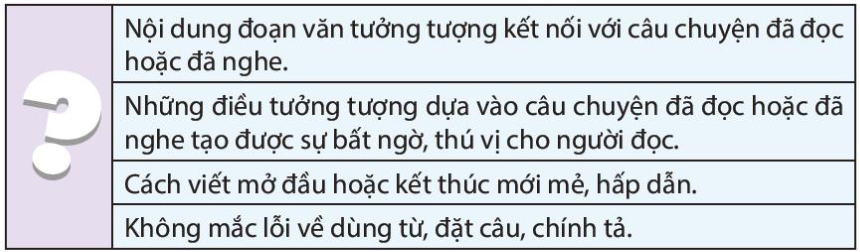 Nội dung đoạn văn tưởng tượng kết nối với câu chuyện đã đọc
hoặc đã nghe.
Những điều tưởng tượng dựa vào câu chuyện đã đọc hoặc đã
nghe tạo được sự bất ngờ, thú vị cho người đọc.
Cách viết mở đầu hoặc kết thúc mới mẻ, hấp dẫn.
Không mắc lỗi về dùng từ, đặt câu, chính tả.
?